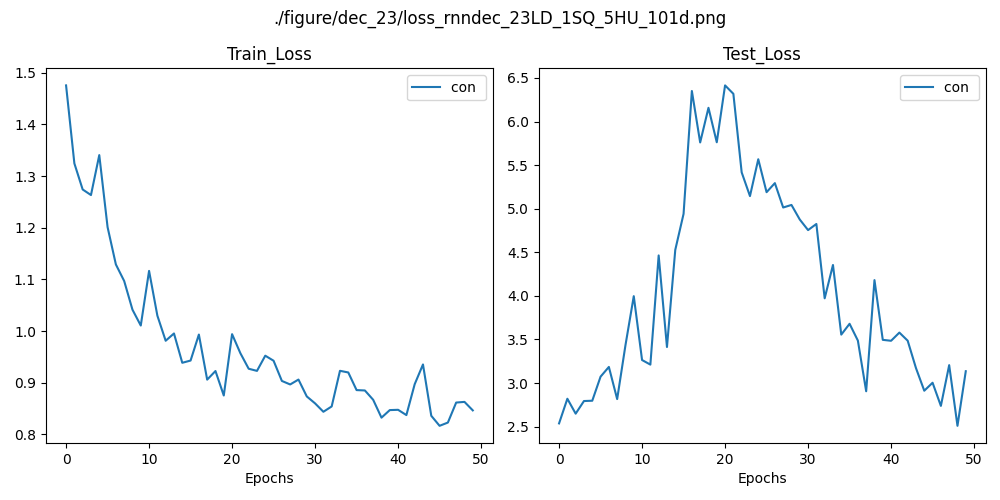 ./figure/dec_23/loss_rnndec_23LD_1SQ_5HU_101d.png
Train_Loss
con
1.5
1.4
1.3
1.2
1.1
1.0
0.9
0.8
0 10 20 30 40 50
Epochs
Test_Loss
con
6.5
6.0
5.5
5.0
4.5
4.0
3.5
3.0
2.5
0 10 20 30 40 50
Epochs